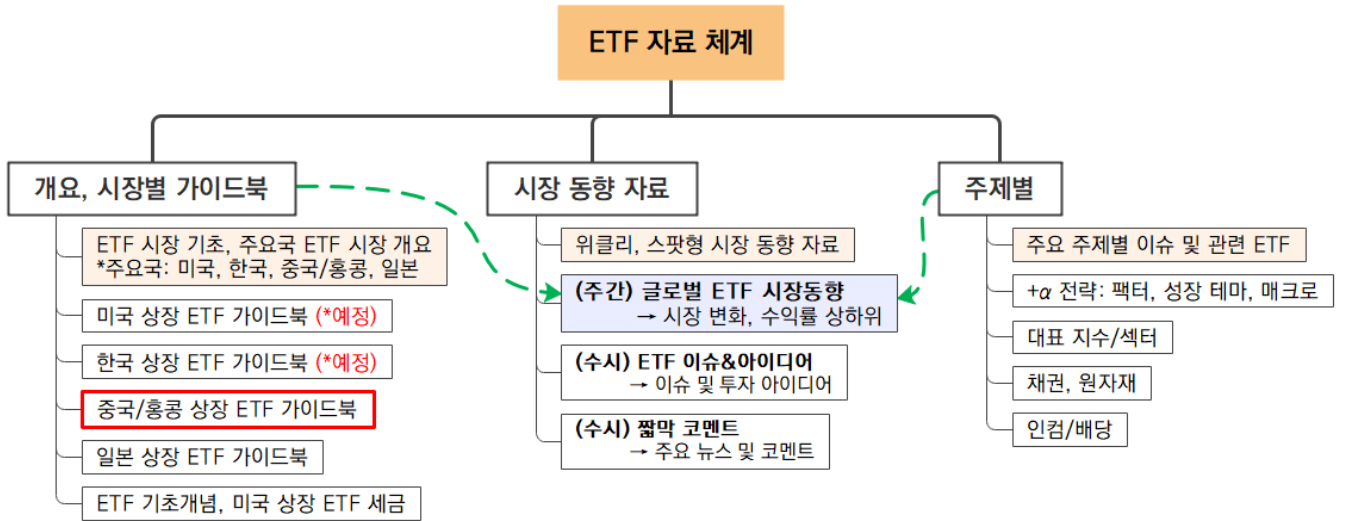 ETF 자료 체계
개요, 시장별 가이드북
ETF 시장 기초, 주요국 ETF 시장 개요
*주요국: 미국, 한국, 중국/홍콩, 일본
미국 상장 ETF 가이드북 (*예정)
한국 상장 ETF 가이드북 (*예정)
중국/홍콩 상장 ETF 가이드북
일본 상장 ETF 가이드북
ETF 기초개념, 미국 상장 ETF 세금
시장 동향 자료
위클리, 스팟형 시장 동향 자료
(주간) 글로벌 ETF 시장동향
→ 시장 변화, 수익률 상하위
(수시) ETF 이슈&아이디어
→ 이슈 및 투자 아이디어
(수시) 짧막 코멘트
→ 주요 뉴스 및 코멘트
주제별
주요 주제별 이슈 및 관련 ETF
+α 전략: 팩터, 성장 테마, 매크로
대표 지수/섹터
채권, 원자재
인컴/배당